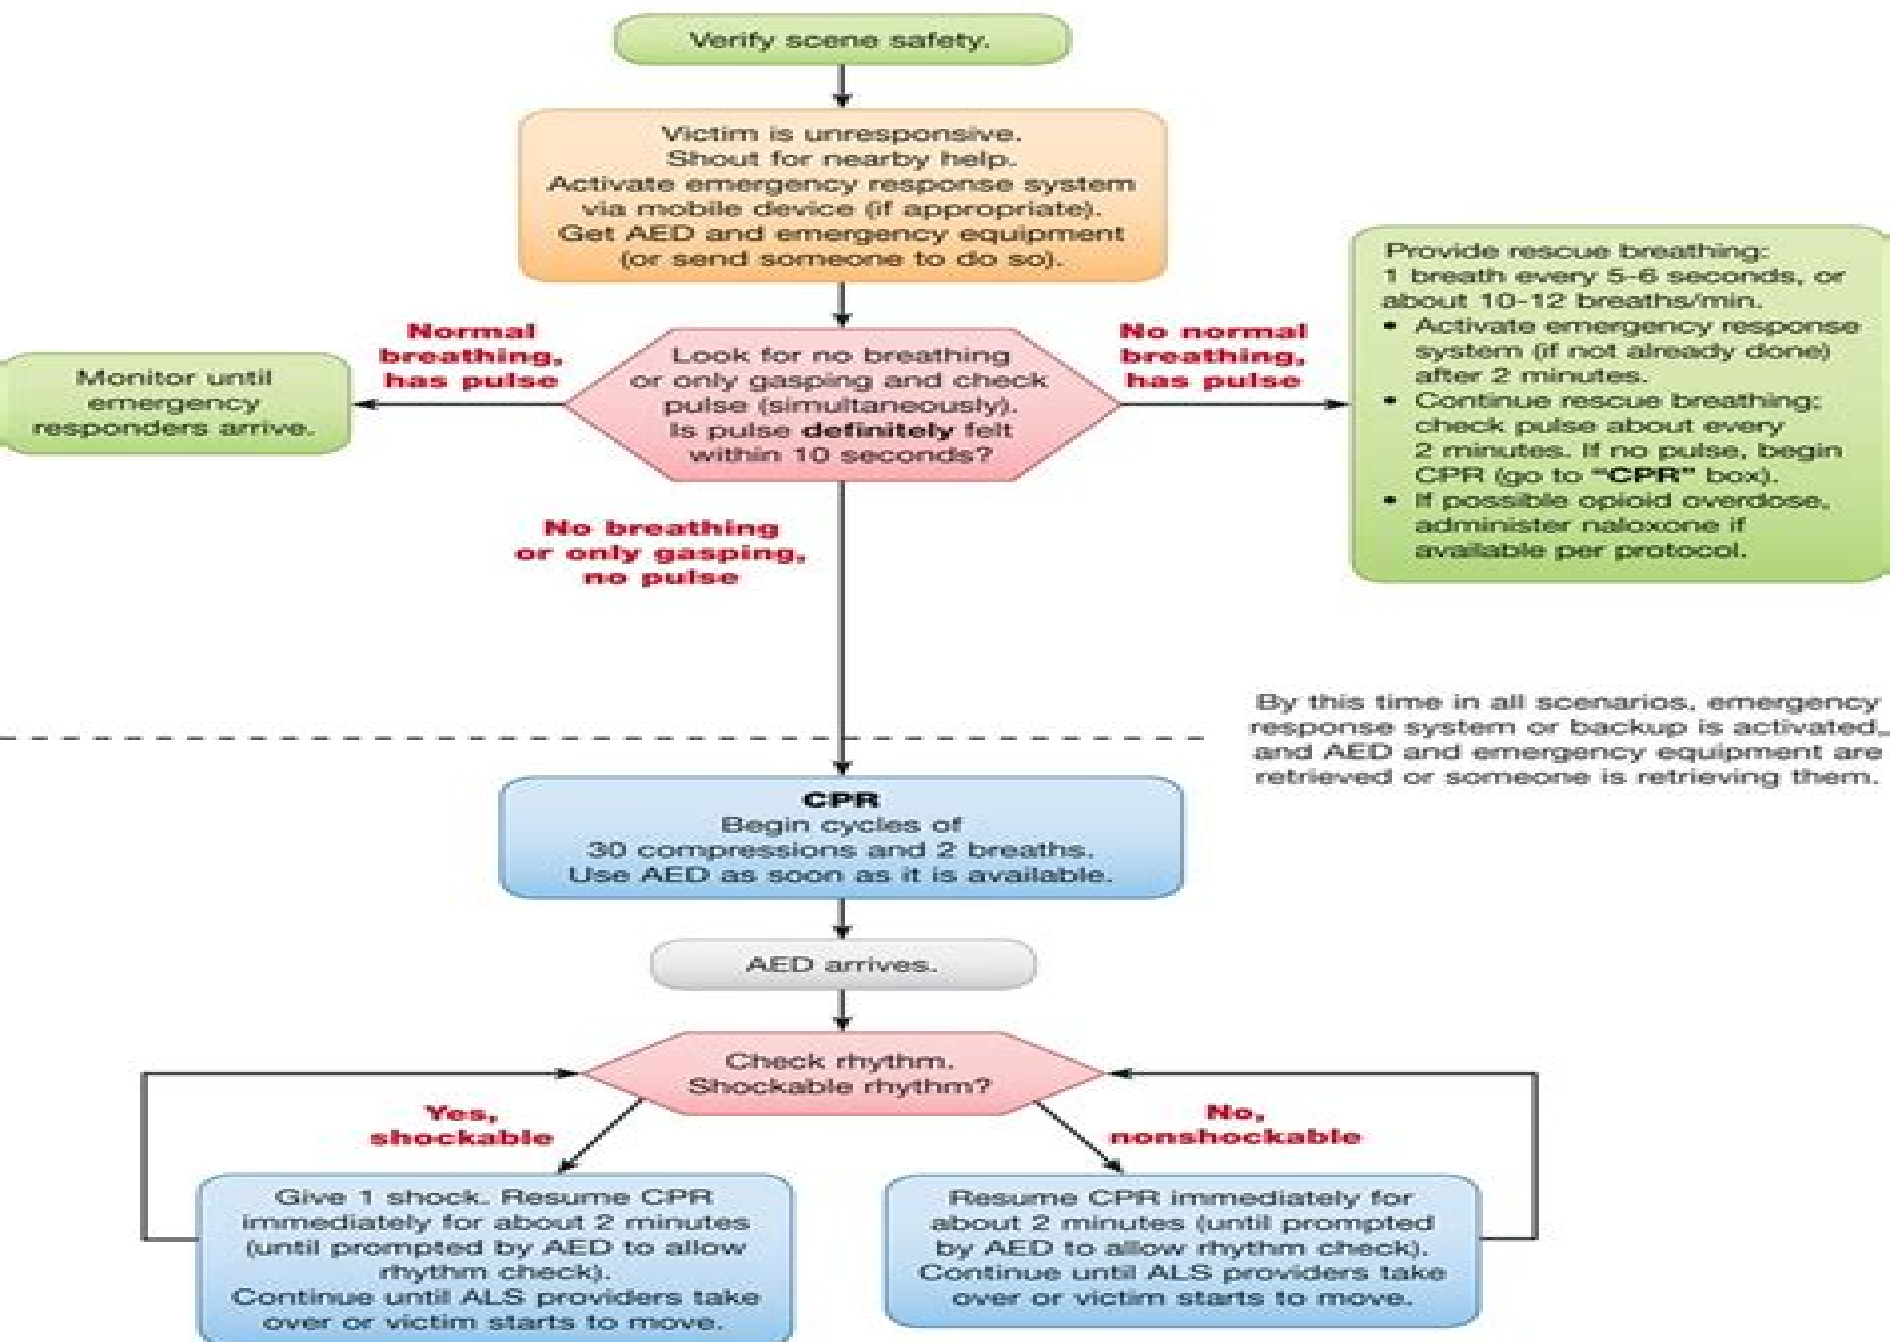 Verify scene safety.
Victim is unresponsive.
Shout for nearby help.
Activate emergency response system
via mobile device (if appropriate).
Get AED and emergency equipment
(or send someone to do so).
Normal
breathing,
has pulse
Monitor until
emergency
responders arrive.
Look for no breathing
or only gasping and check
pulse (simultaneously).
Is pulse definitely felt
within 10 seconds?
No normal
breathing,
has pulse
Provide rescue breathing:
1 breath every 5-6 seconds, or
about 10-12 breaths/min.
• Activate emergency response
system (if not already done)
after 2 minutes.
• Continue rescue breathing;
check pulse about every
2 minutes. If no pulse, begin
CPR (go to "CPR" box).
• If possible opioid overdose,
administer naloxone if
available per protocol.
No breathing
or only gasping,
no pulse
By this time in all scenarios, emergency
response system or backup is activated,
and AED and emergency equipment are
retrieved or someone is retrieving them.
CPR
Begin cycles of
30 compressions and 2 breaths.
Use AED as soon as it is available.
AED arrives.
Check rhythm.
Shockable rhythm?
Yes,
shockable
No,
nonshockable
Give 1 shock. Resume CPR
immediately for about 2 minutes
(until prompted by AED to allow
rhythm check).
Continue until ALS providers take
over or victim starts to move.
Resume CPR immediately for
about 2 minutes (until prompted
by AED to allow rhythm check).
Continue until ALS providers take
over or victim starts to move.